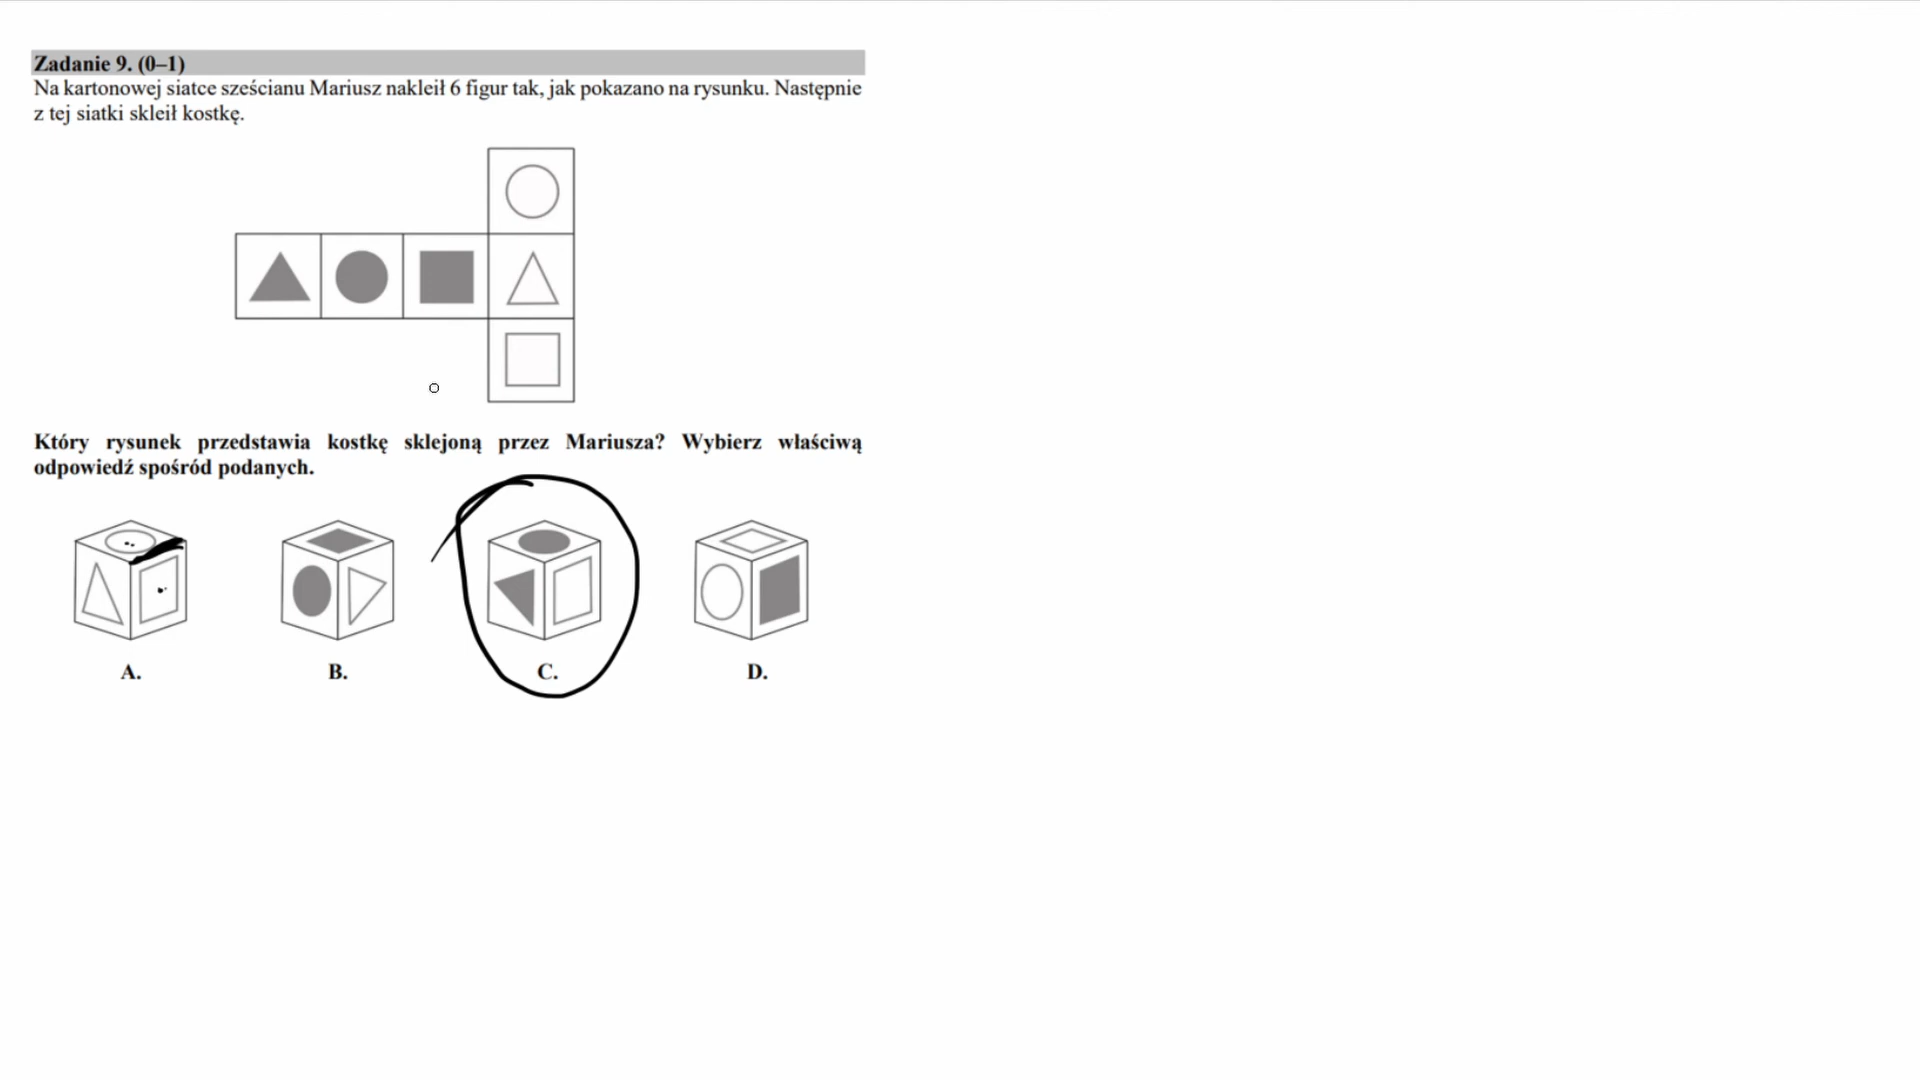 Zadanie 9. (0–1)
Na kartonowej siatce sześcianu Mariusz nakleił 6 figur tak, jak pokazano na rysunku. Następnie
z tej siatki skleił kostkę.
Który rysunek przedstawia kostkę sklejoną przez Mariusza? Wybierz właściwą
odpowiedź spośród podanych.
A. B. C. D.